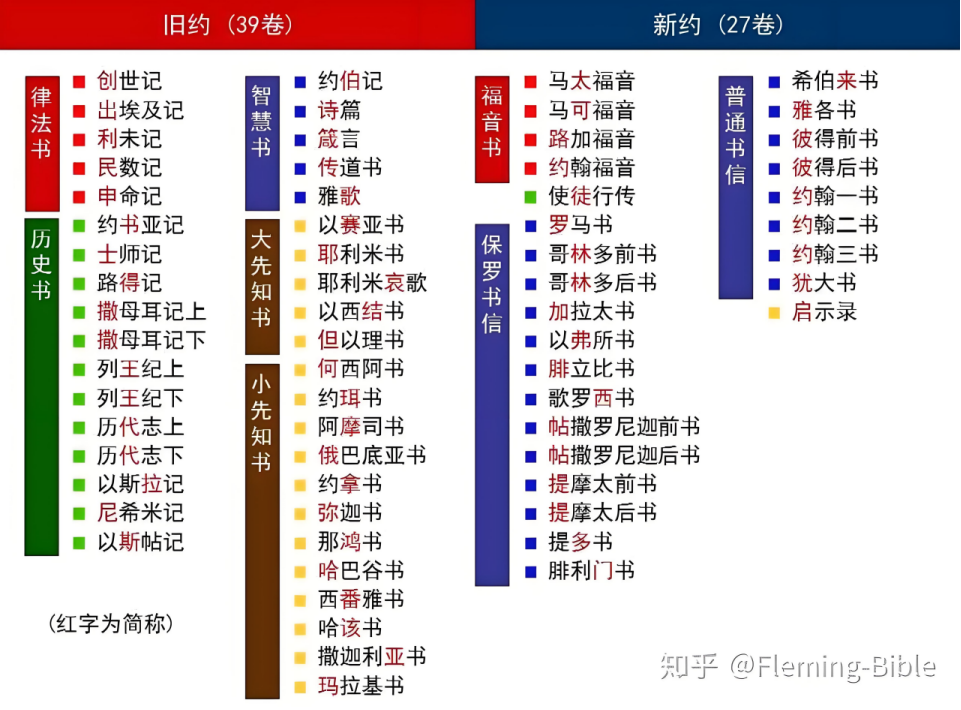 旧约（39卷）
律法书
创世记
出埃及记
利未记
民数记
申命记
历史书
约书亚记
士师记
路得记
撒母耳记上
撒母耳记下
列王纪上
列王纪下
历代志上
历代志下
以斯拉记
尼希米记
以斯帖记
（红字为简称）
智慧书
约伯记
诗篇
箴言
传道书
雅歌
大先知书
以赛亚书
耶利米书
耶利米哀歌
以西结书
但以理书
小先知书
何西阿书
约珥书
阿摩司书
俄巴底亚书
约拿书
弥迦书
那鸿书
哈巴谷书
西番雅书
哈该书
撒迦利亚书
玛拉基书
新约（27卷）
福音书
马太福音
马可福音
路加福音
约翰福音
使徒行传
保罗书信
罗马书
哥林多前书
哥林多后书
加拉太书
以弗所书
腓立比书
歌罗西书
帖撒罗尼迦前书
帖撒罗尼迦后书
提摩太前书
提摩太后书
提多书
腓利门书
普通书信
希伯来书
雅各书
彼得前书
彼得后书
约翰一书
约翰二书
约翰三书
犹大书
启示录
知乎 @Fleming-Bible